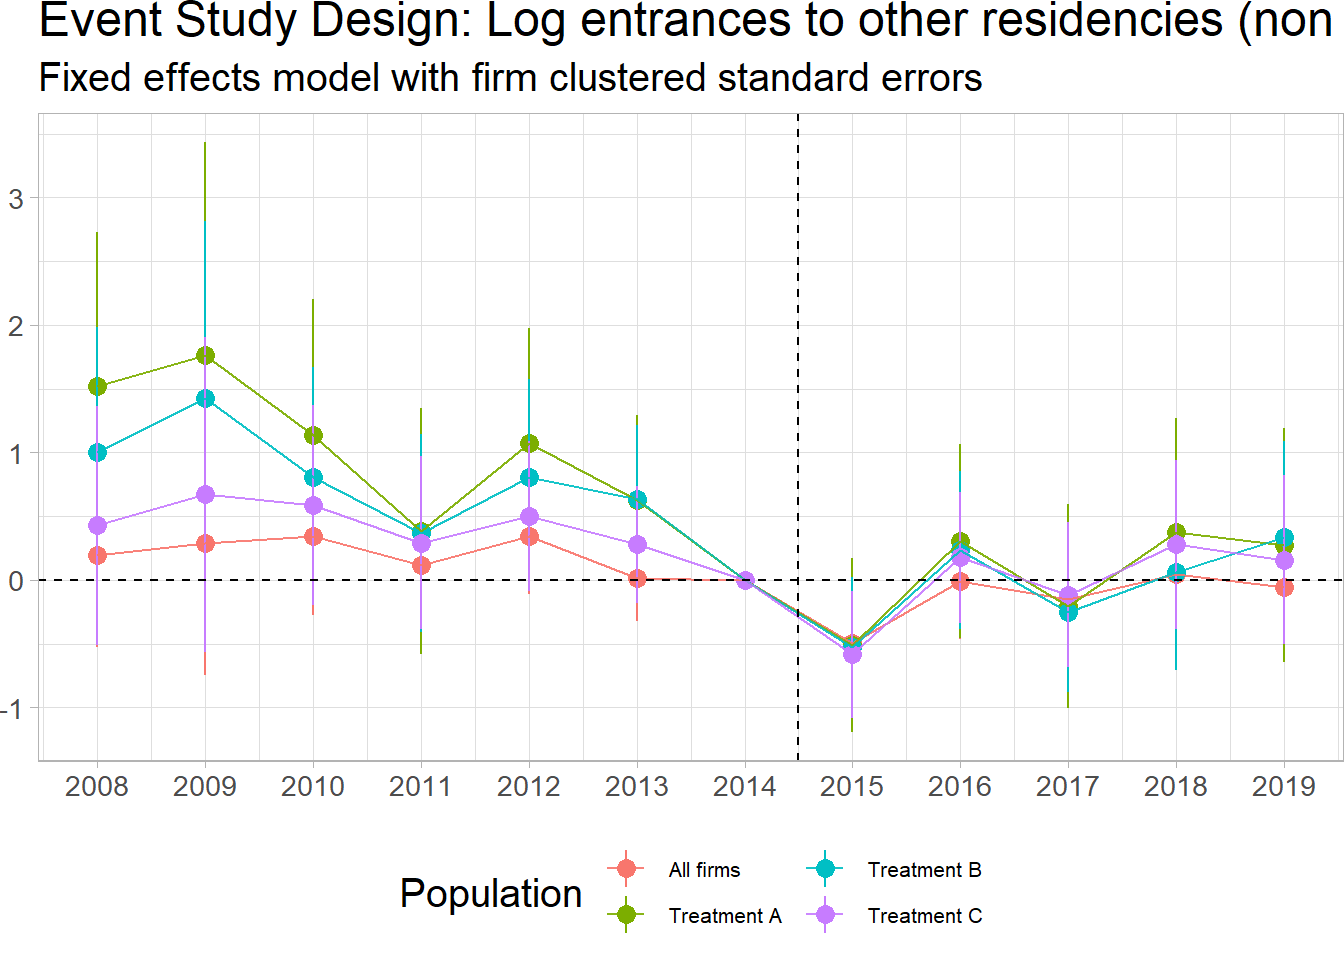 Event Study Design: Log entrances to other residencies (non
Fixed effects model with firm clustered standard errors
3
2
1
0
-1
2008 2009 2010 2011 2012 2013 2014 2015 2016 2017 2018 2019
Population
All firms
Treatment A
Treatment B
Treatment C